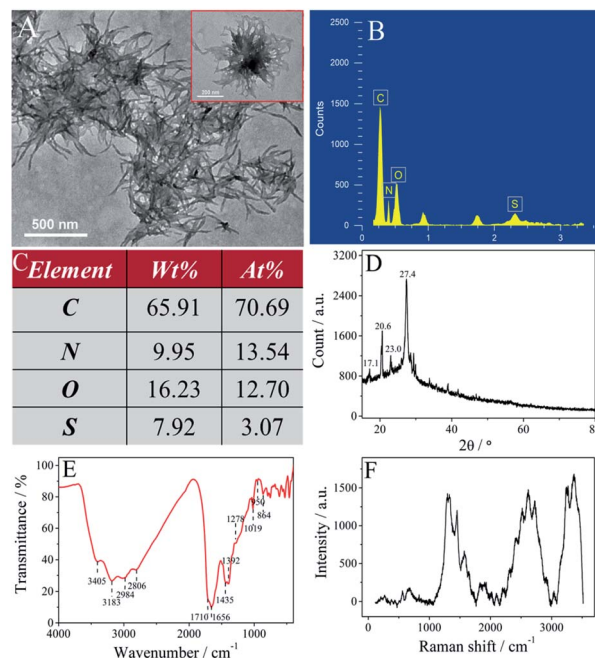 A
200 nm
500 nm
B
Counts
2000
1500
1000
500
0
C
N
O
S
0 1 2 3
C Element Wt% At%
C 65.91 70.69
N 9.95 13.54
O 16.23 12.70
S 7.92 3.07
D
Count / a.u.
3200
2400
1600
800
0
17.1
20.6
23.0
27.4
20 40 60 80
2θ / °
E
Transmittance / %
100
80
60
40
20
0
3405
3183
2984
2806
1710
1656
1435
1392
1278
1019
950
864
4000 3000 2000 1000
Wavenumber / cm⁻¹
F
Intensity / a.u.
1500
1000
500
0
0 1000 2000 3000
Raman shift / cm⁻¹